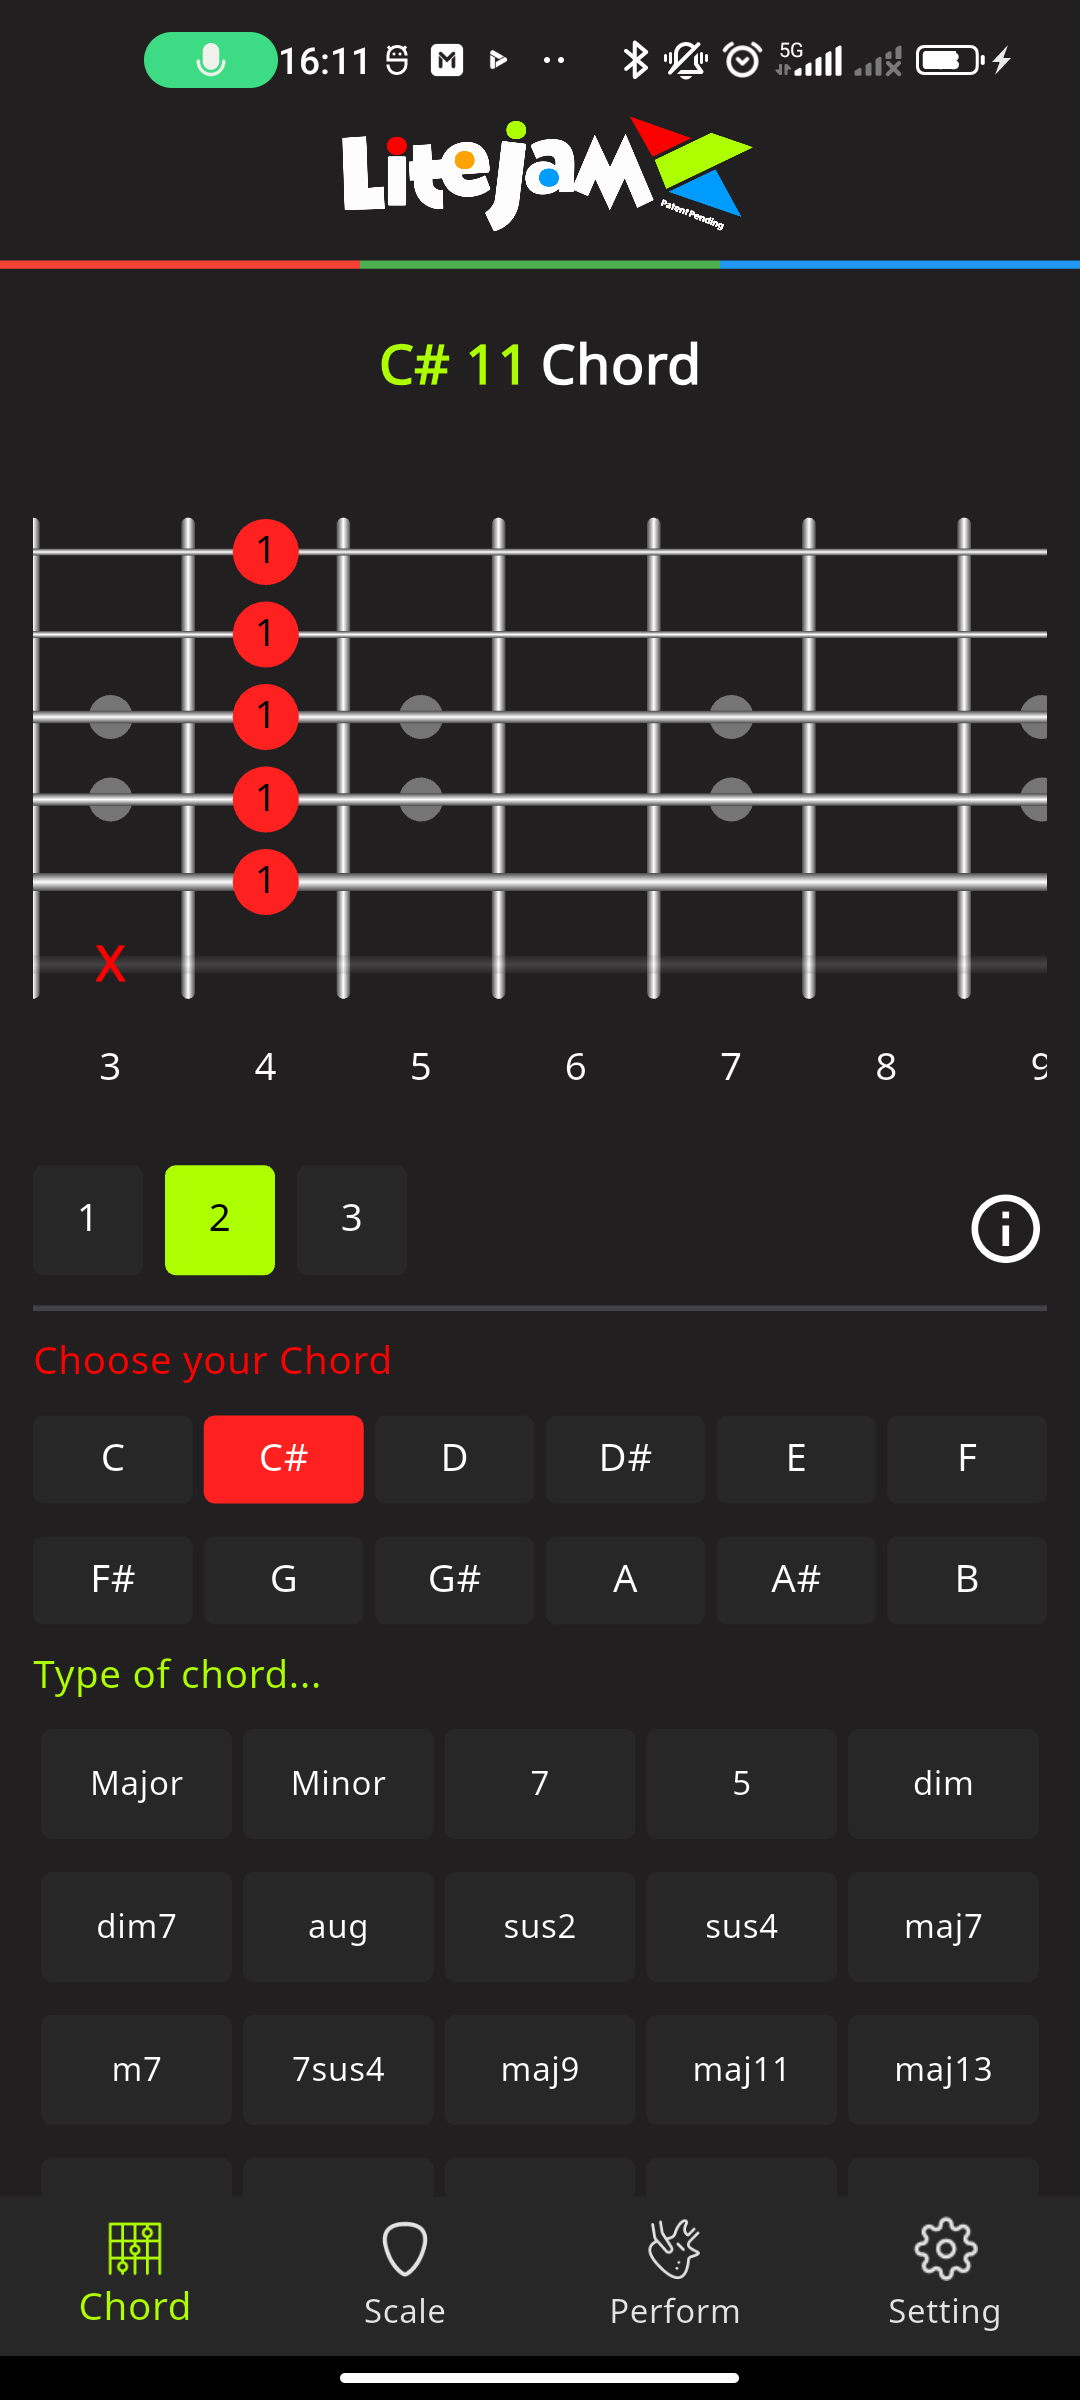 16:11
5G
LiteJam
Patent Pending
C# 11 Chord
1
1
1
1
1
X
3 4 5 6 7 8 9
1 2 3
Choose your Chord
C C# D D# E F
F# G G# A A# B
Type of chord...
Major Minor 7 5 dim
dim7 aug sus2 sus4 maj7
m7 7sus4 maj9 maj11 maj13
Chord Scale Perform Setting